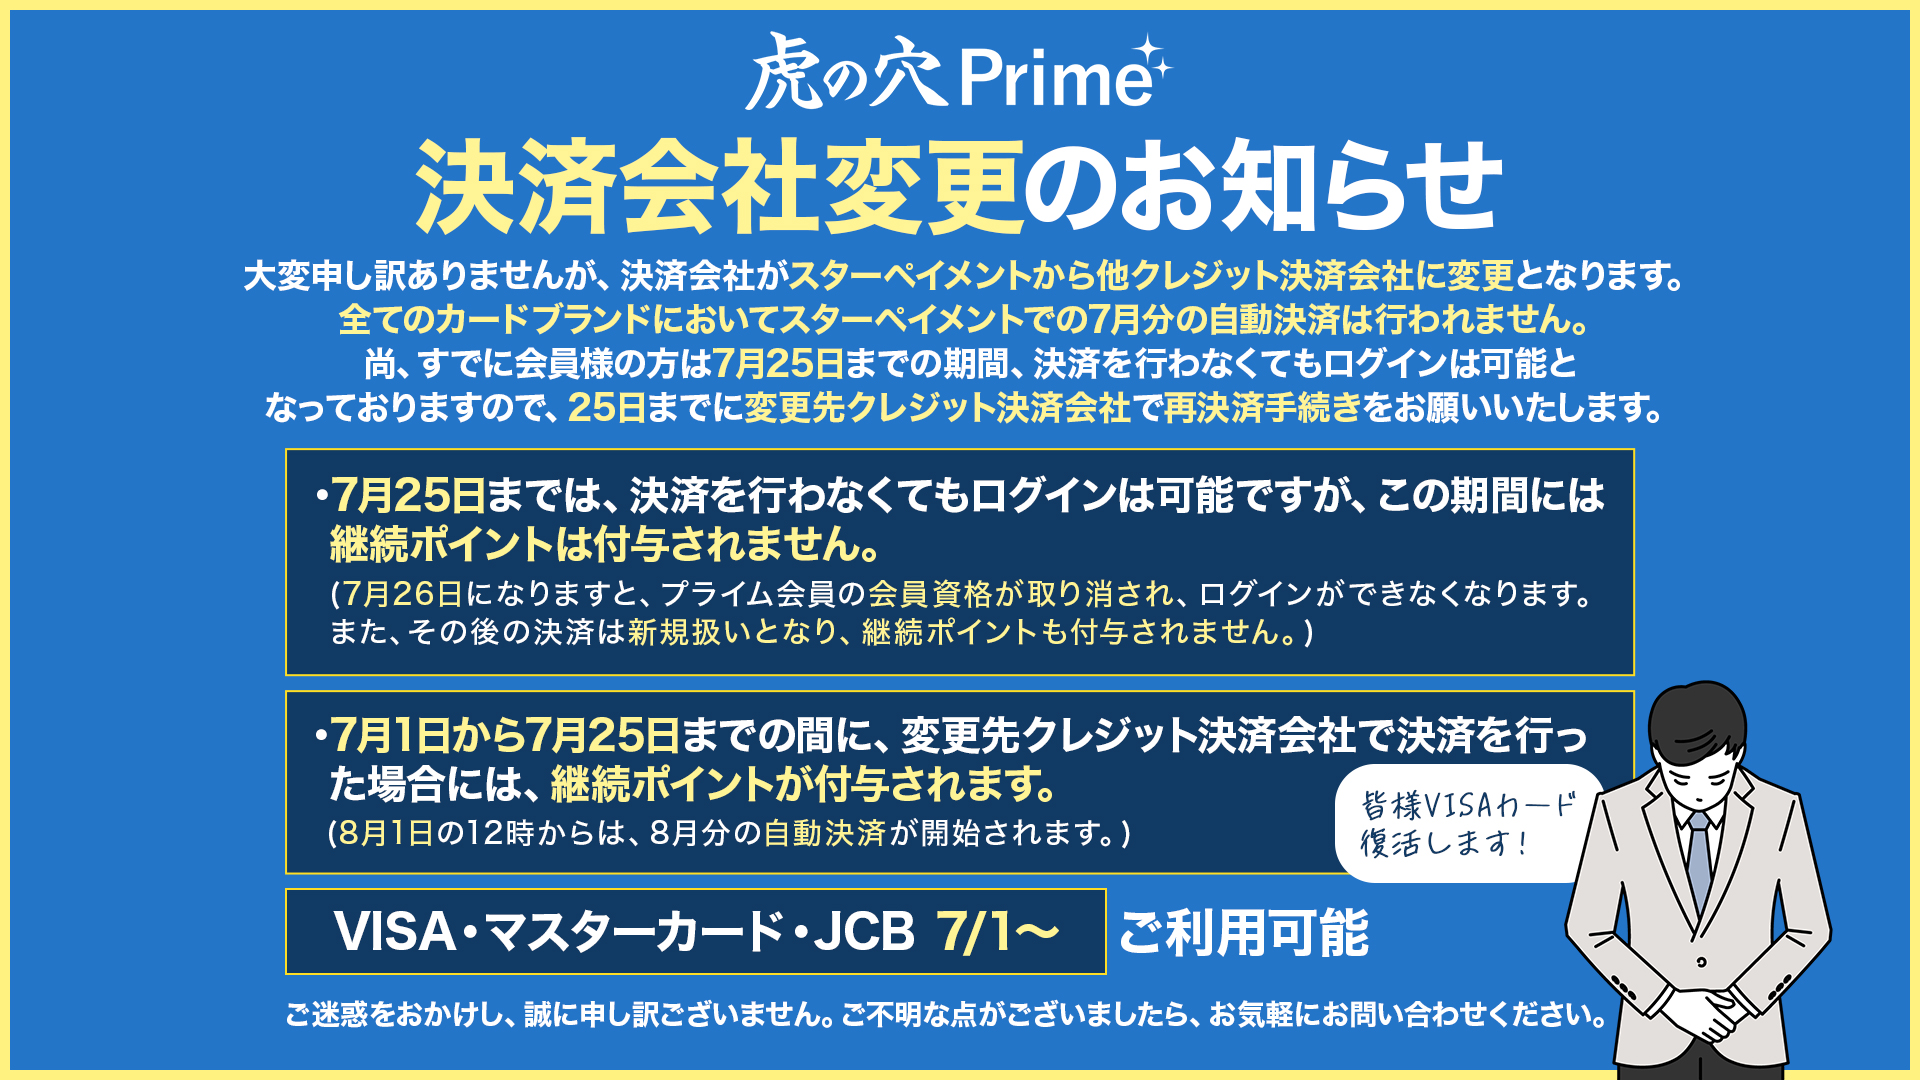 虎の穴 Prime
決済会社変更のお知らせ
大変申し訳ありませんが、決済会社がスターペイメントから他クレジット決済会社に変更となります。
全てのカードブランドにおいてスターペイメントでの7月分の自動決済は行われません。
尚、すでに会員様の方は7月25日までの期間、決済を行わなくてもログインは可能と
なっておりますので、25日までに変更先クレジット決済会社で再決済手続きをお願いいたします。
・7月25日までは、決済を行わなくてもログインは可能ですが、この期間には
継続ポイントは付与されません。
(7月26日になりますと、プライム会員の会員資格が取り消され、ログインができなくなります。
また、その後の決済は新規扱いとなり、継続ポイントも付与されません。)
・7月1日から7月25日までの間に、変更先クレジット決済会社で決済を行っ
た場合には、継続ポイントが付与されます。
(8月1日の12時からは、8月分の自動決済が開始されます。)
皆様VISAカード
復活します!
VISA・マスターカード・JCB 7/1～ ご利用可能
ご迷惑をおかけし、誠に申し訳ございません。ご不明な点がございましたら、お気軽にお問い合わせください。